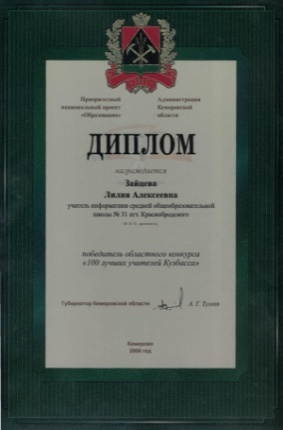 Приоритетный
национальный проект
«Образование»
Администрация
Кемеровской
области
ДИПЛОМ
награждается
Зайцева
Лилия Алексеевна
учитель информатики средней общеобразовательной
школы № 31 пгт. Краснобродского
победитель областного конкурса
«100 лучших учителей Кузбасса»
Губернатор Кемеровской области
А. Г. Тулеев
Кемерово
2006 год